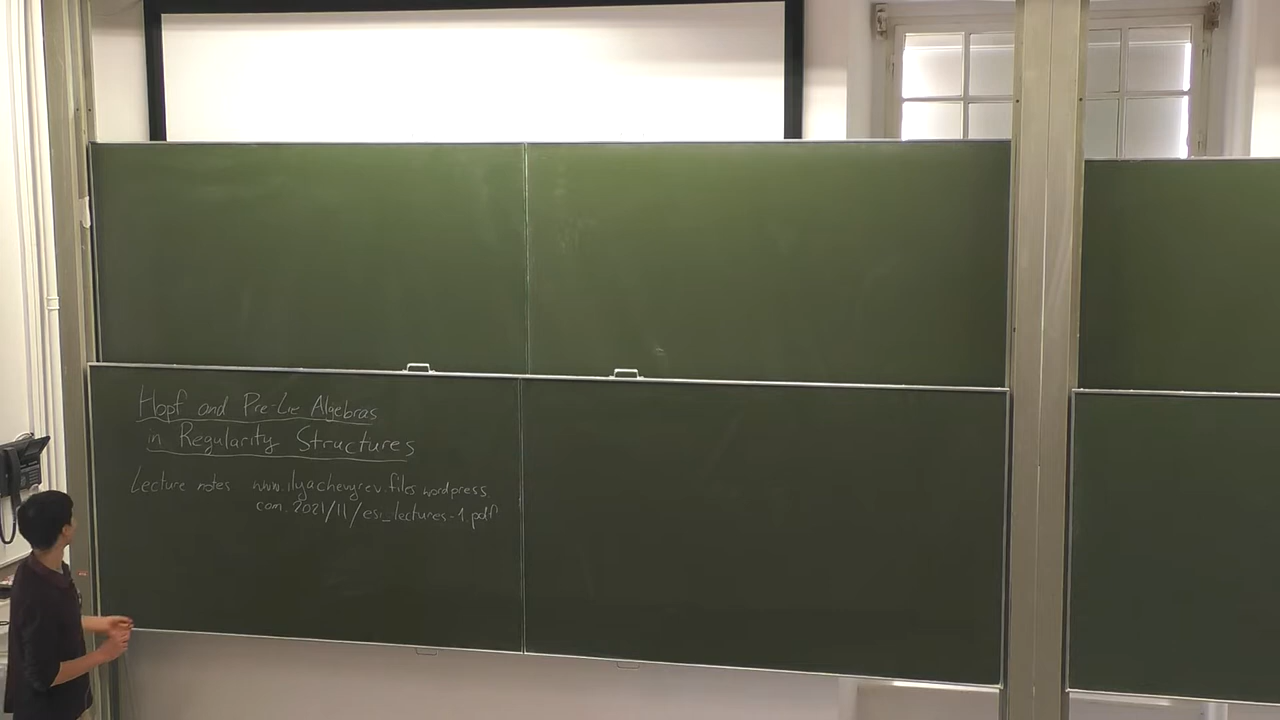 Hopf and Pre-Lie Algebras
in Regularity Structures
Lecture notes www.ilyachevyrev.files.wordpress
com.2021/11/esi_lectures-1.pdf